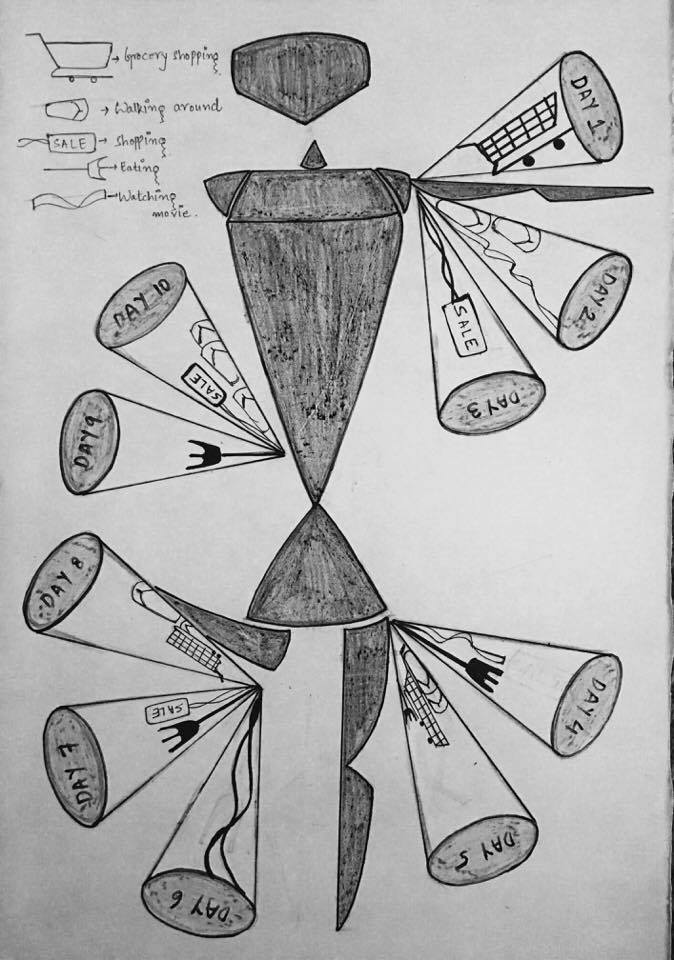 Grocery shopping
Walking around
SALE Shopping
Eating
Watching
movie.
DAY 1
DAY 2
SALE
DAY 3
DAY 10
SALE
DAY 9
DAY 8
DAY 4
SALE
DAY 7
DAY 5
DAY 6